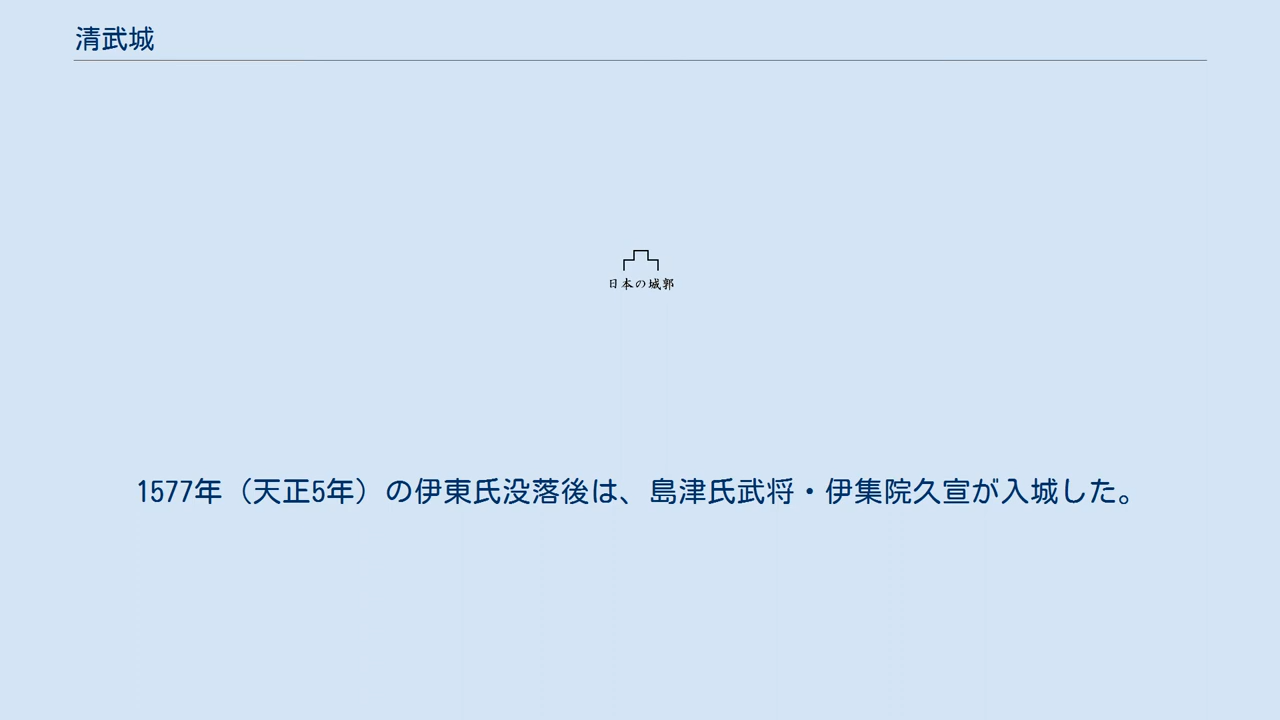 清武城
日本の城郭
1577年（天正5年）の伊東氏没落後は、島津氏武将・伊集院久宣が入城した。